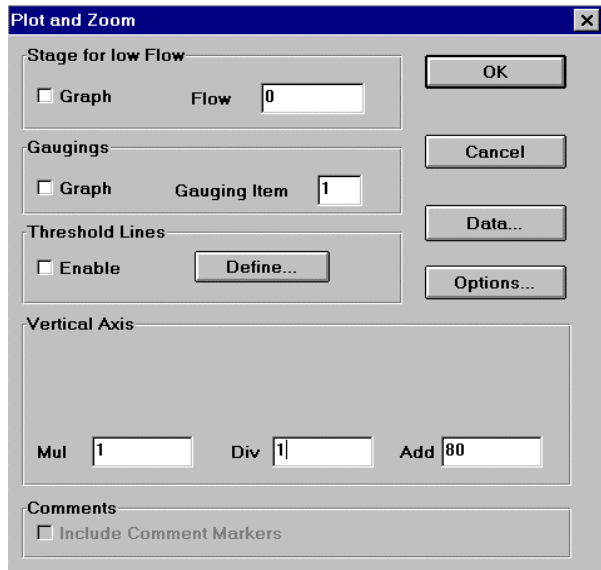 Plot and Zoom
Stage for low Flow
Graph Flow 0
OK
Gaugings
Graph Gauging Item 1
Cancel
Threshold Lines
Enable Define...
Data...
Options...
Vertical Axis
Mul 1 Div 1 Add 80
Comments
Include Comment Markers